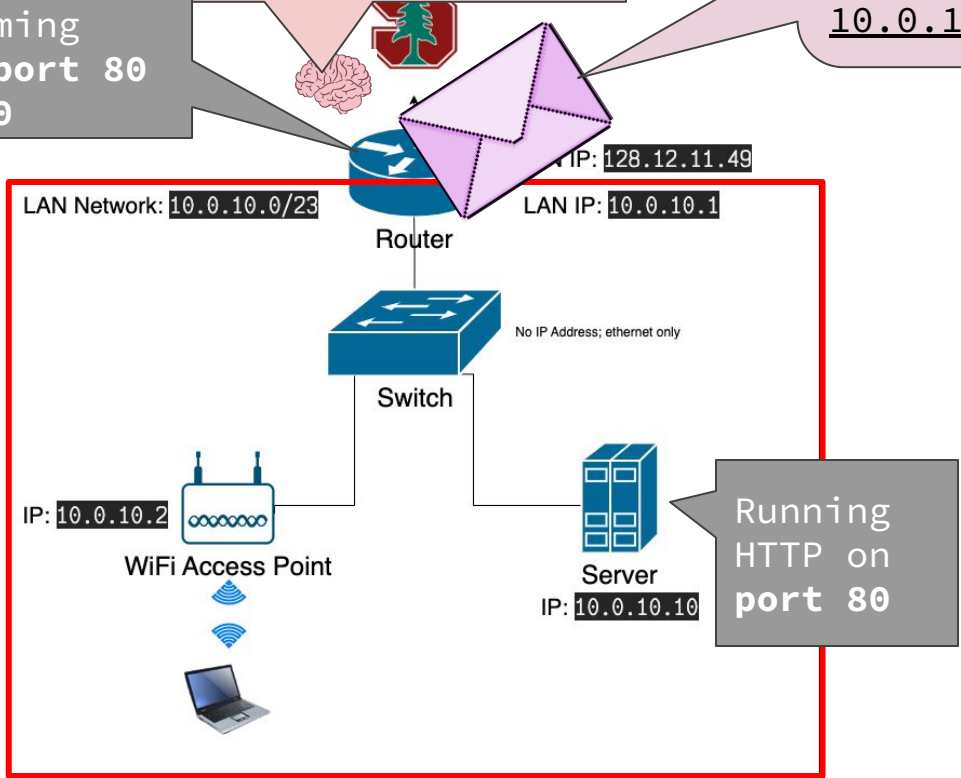 10.0.1
port 80
IP: 128.12.11.49
LAN Network: 10.0.10.0/23
LAN IP: 10.0.10.1
Router
No IP Address; ethernet only
Switch
IP: 10.0.10.2
WiFi Access Point
Server
IP: 10.0.10.10
Running
HTTP on
port 80